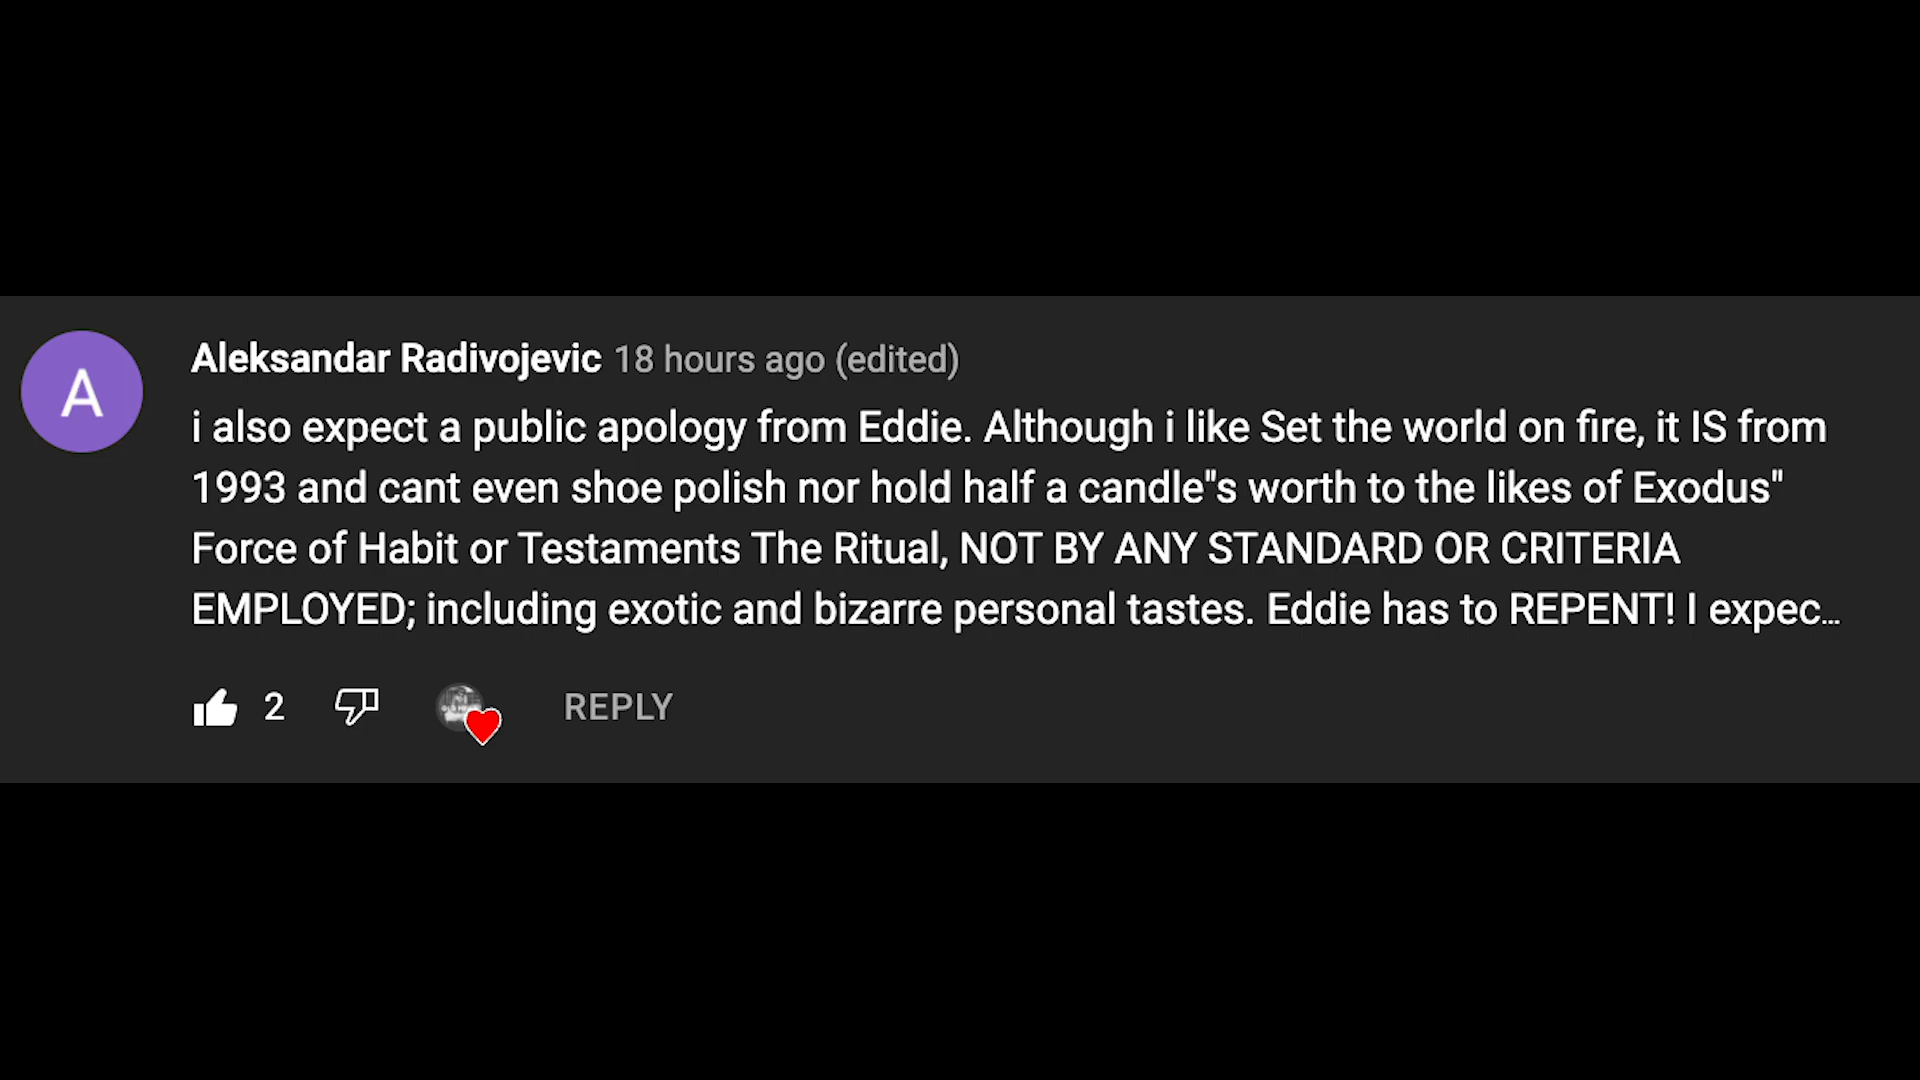 A
Aleksandar Radivojevic 18 hours ago (edited)
i also expect a public apology from Eddie. Although i like Set the world on fire, it IS from
1993 and cant even shoe polish nor hold half a candle"s worth to the likes of Exodus"
Force of Habit or Testaments The Ritual, NOT BY ANY STANDARD OR CRITERIA
EMPLOYED; including exotic and bizarre personal tastes. Eddie has to REPENT! I expec...
2 REPLY